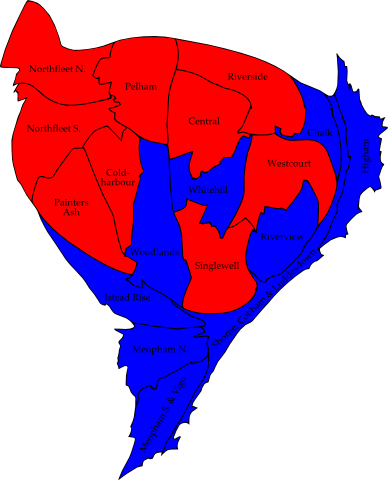 Northfleet N.
Pelham
Riverside
Northfleet S.
Central
Chalk
Cold-
harbour
Westcourt
Higham
Painters
Ash
Whitehill
Woodlands
Riverview
Singlewell
Istead Rise
Shorne, Cobham & Luddesdown
Meopham N.
Meopham S. & Vigo